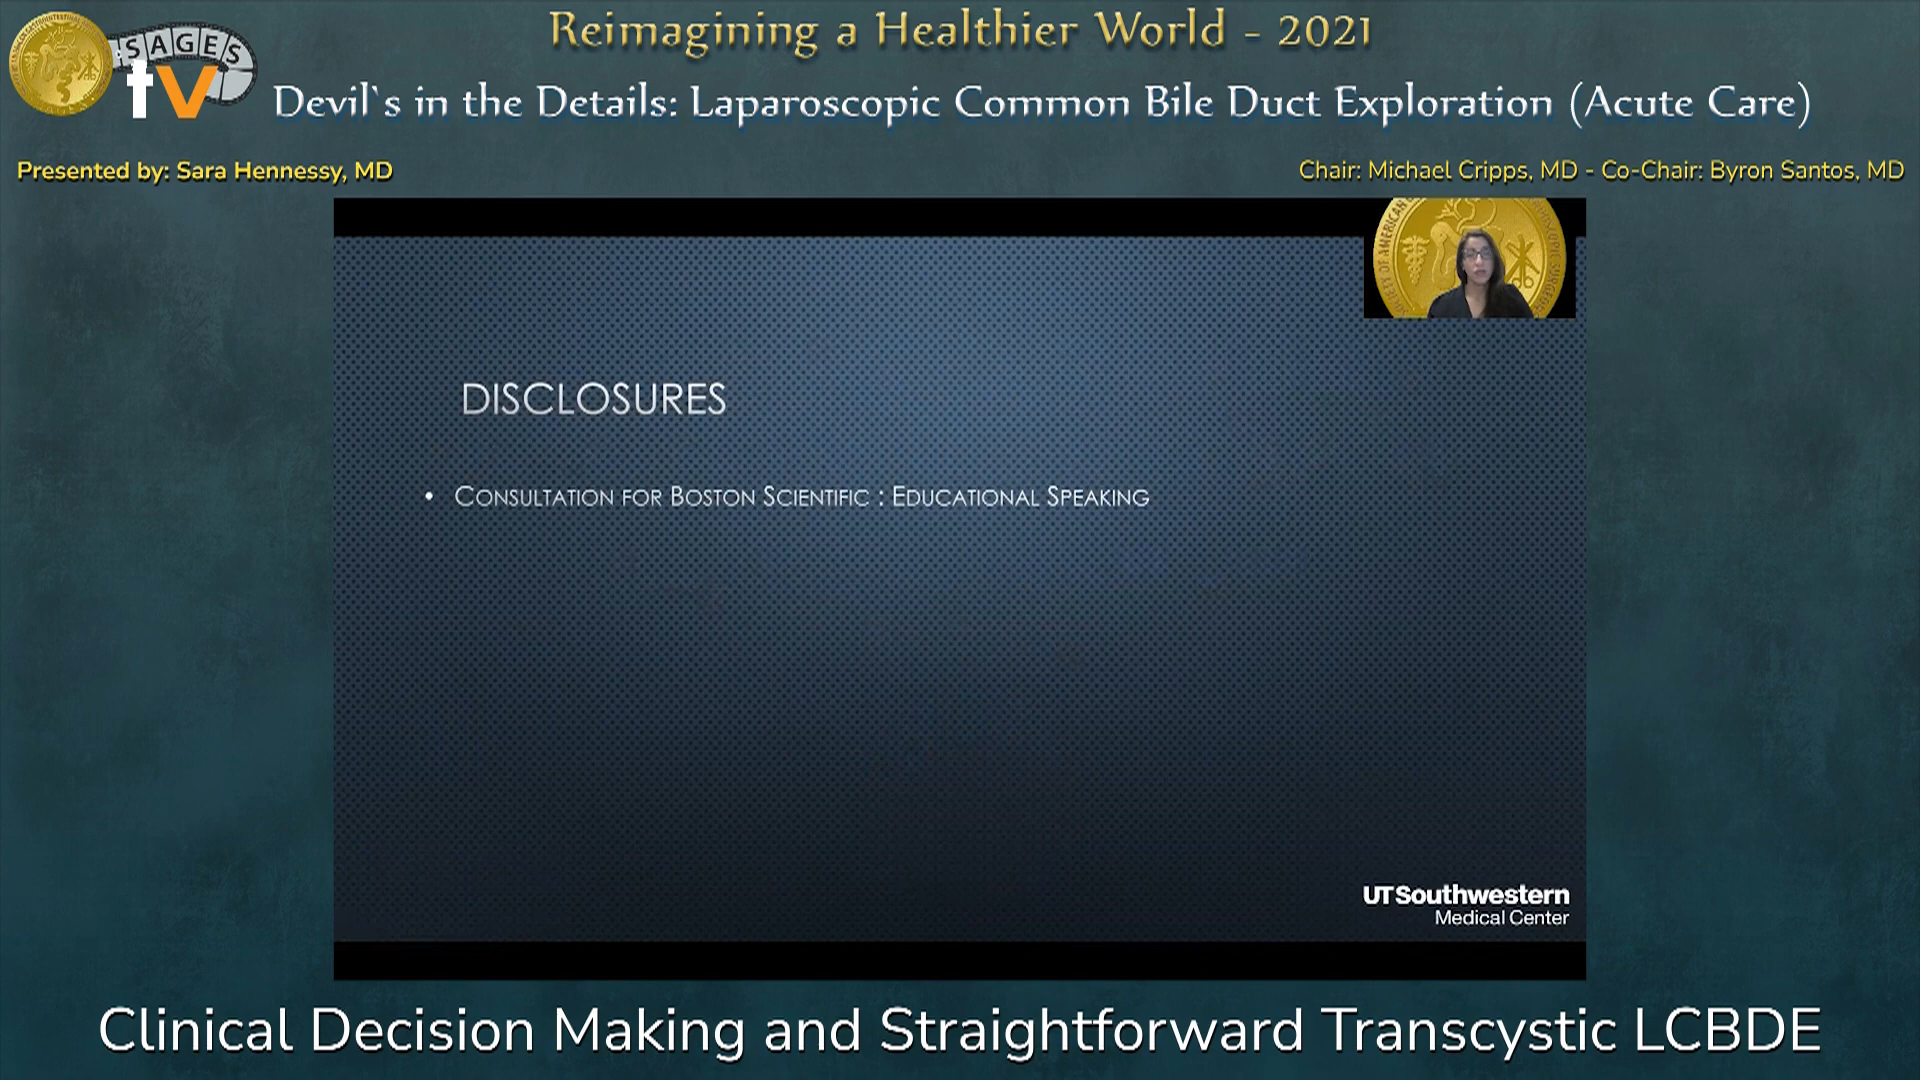 Reimagining a Healthier World - 2021
SAGES
tv
Devil`s in the Details: Laparoscopic Common Bile Duct Exploration (Acute Care)
Presented by: Sara Hennessy, MD
Chair: Michael Cripps, MD - Co-Chair: Byron Santos, MD
DISCLOSURES
• CONSULTATION FOR BOSTON SCIENTIFIC : EDUCATIONAL SPEAKING
UTSouthwestern
Medical Center
Clinical Decision Making and Straightforward Transcystic LCBDE